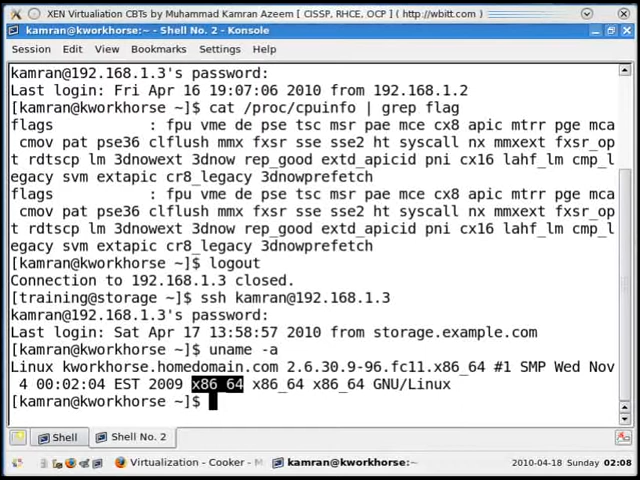 XEN Virtualiation CBTs by Muhammad Kamran Azeem [ CISSP, RHCE, OCP ] http://wbitt.com )
kamran@kworkhorse:~ - Shell No. 2 - Konsole
Session Edit View Bookmarks Settings Help
kamran@192.168.1.3's password:
Last login: Fri Apr 16 19:07:06 2010 from 192.168.1.2
[kamran@kworkhorse ~]$ cat /proc/cpuinfo | grep flag
flags : fpu vme de pse tsc msr pae mce cx8 apic mtrr pge mca
cmov pat pse36 clflush mmx fxsr sse sse2 ht syscall nx mmxext fxsr_op
t rdtscp lm 3dnowext 3dnow rep_good extd_apicid pni cx16 lahf_lm cmp_l
egacy svm extapic cr8_legacy 3dnowprefetch
flags : fpu vme de pse tsc msr pae mce cx8 apic mtrr pge mca
cmov pat pse36 clflush mmx fxsr sse sse2 ht syscall nx mmxext fxsr_op
t rdtscp lm 3dnowext 3dnow rep_good extd_apicid pni cx16 lahf_lm cmp_l
egacy svm extapic cr8_legacy 3dnowprefetch
[kamran@kworkhorse ~]$ logout
Connection to 192.168.1.3 closed.
[training@storage ~]$ ssh kamran@192.168.1.3
kamran@192.168.1.3's password:
Last login: Sat Apr 17 13:58:57 2010 from storage.example.com
[kamran@kworkhorse ~]$ uname -a
Linux kworkhorse.homedomain.com 2.6.30.9-96.fc11.x86_64 #1 SMP Wed Nov
4 00:02:04 EST 2009 x86_64 x86_64 x86_64 GNU/Linux
[kamran@kworkhorse ~]$
Shell Shell No. 2
Virtualization - Cooker - M kamran@kworkhorse:~ 2010-04-18 Sunday 02:08